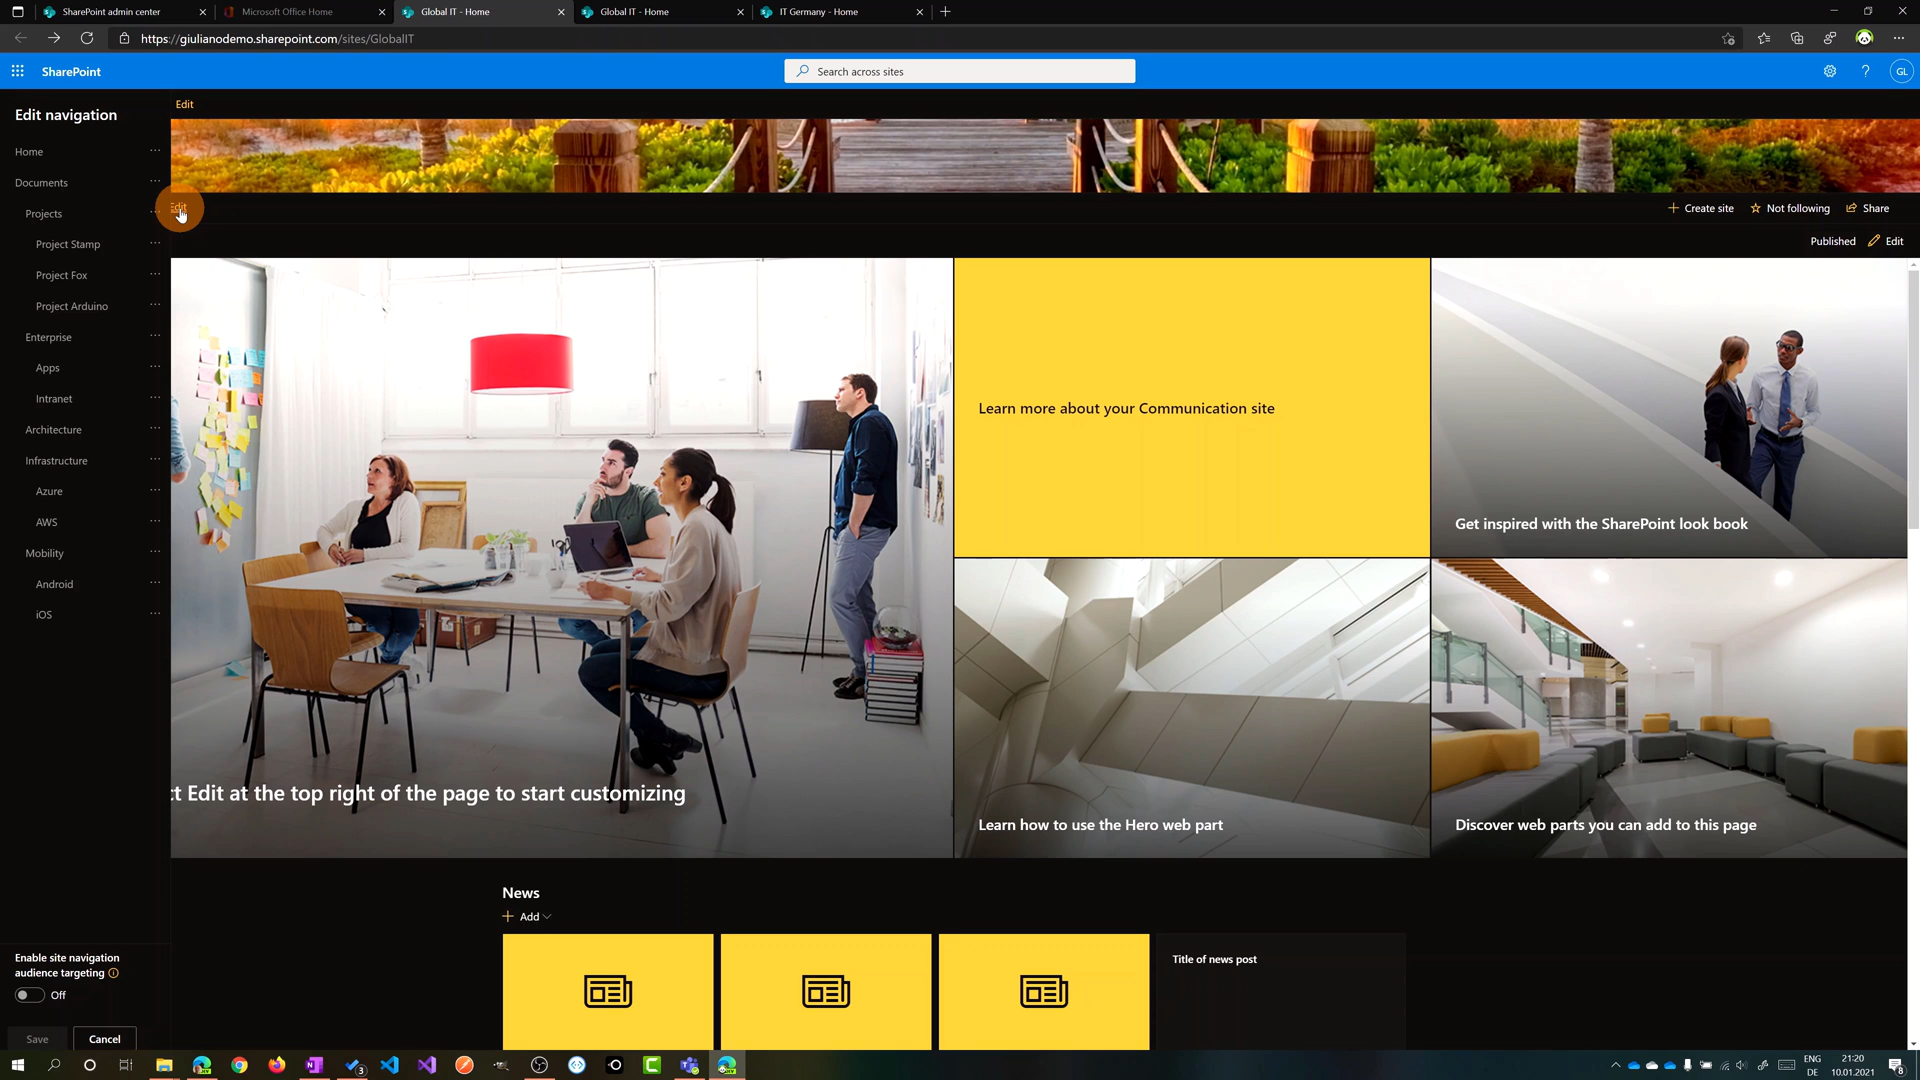 SharePoint admin center
Microsoft Office Home
Global IT - Home
Global IT - Home
IT Germany - Home
https://giulianodemo.sharepoint.com/sites/GlobalIT
SharePoint
Search across sites
GL
Edit navigation
Edit
Home
Documents
Projects
Edit
Create site
Not following
Share
Project Stamp
Published
Edit
Project Fox
Project Arduino
Enterprise
Apps
Intranet
Architecture
Infrastructure
Azure
AWS
Mobility
Android
iOS
Learn more about your Communication site
Get inspired with the SharePoint look book
ct Edit at the top right of the page to start customizing
Learn how to use the Hero web part
Discover web parts you can add to this page
News
Add
Title of news post
Enable site navigation
audience targeting
Off
Save
Cancel
3
ENG
DE
21:20
10.01.2021
8